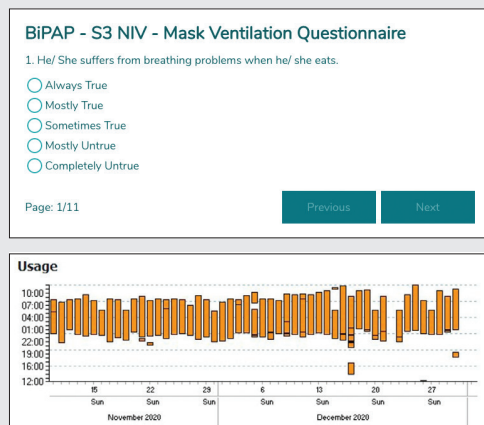 BiPAP - S3 NIV - Mask Ventilation Questionnaire
1. He/ She suffers from breathing problems when he/ she eats.
Always True
Mostly True
Sometimes True
Mostly Untrue
Completely Untrue
Page: 1/11
Previous
Next
Usage
10:00
07:00
04:00
01:00
22:00
19:00
16:00
12:00
15 22 29 6 13 20 27
Sun Sun Sun Sun Sun Sun Sun
November 2020 December 2020